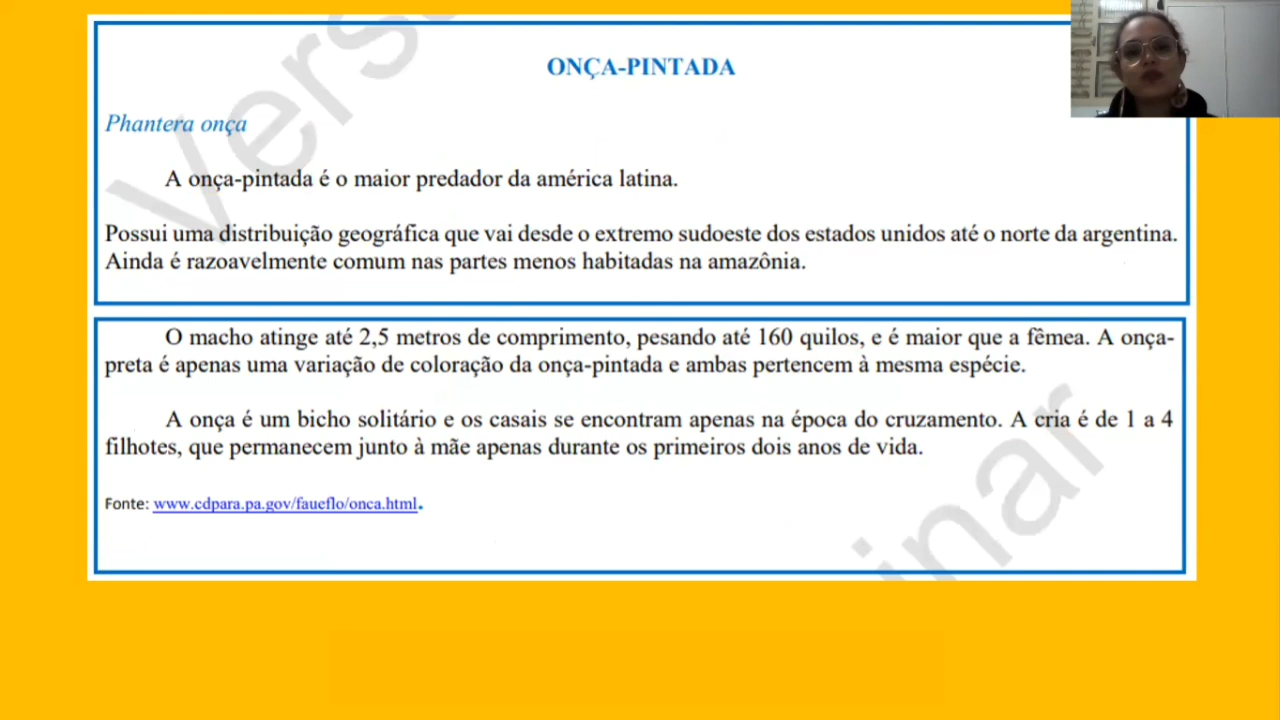 ONÇA-PINTADA
Phantera onça
A onça-pintada é o maior predador da américa latina.
Possui uma distribuição geográfica que vai desde o extremo sudoeste dos estados unidos até o norte da argentina.
Ainda é razoavelmente comum nas partes menos habitadas na amazônia.
O macho atinge até 2,5 metros de comprimento, pesando até 160 quilos, e é maior que a fêmea. A onça-
preta é apenas uma variação de coloração da onça-pintada e ambas pertencem à mesma espécie.
A onça é um bicho solitário e os casais se encontram apenas na época do cruzamento. A cria é de 1 a 4
filhotes, que permanecem junto à mãe apenas durante os primeiros dois anos de vida.
Fonte: www.cdpara.pa.gov/faueflo/onca.html.